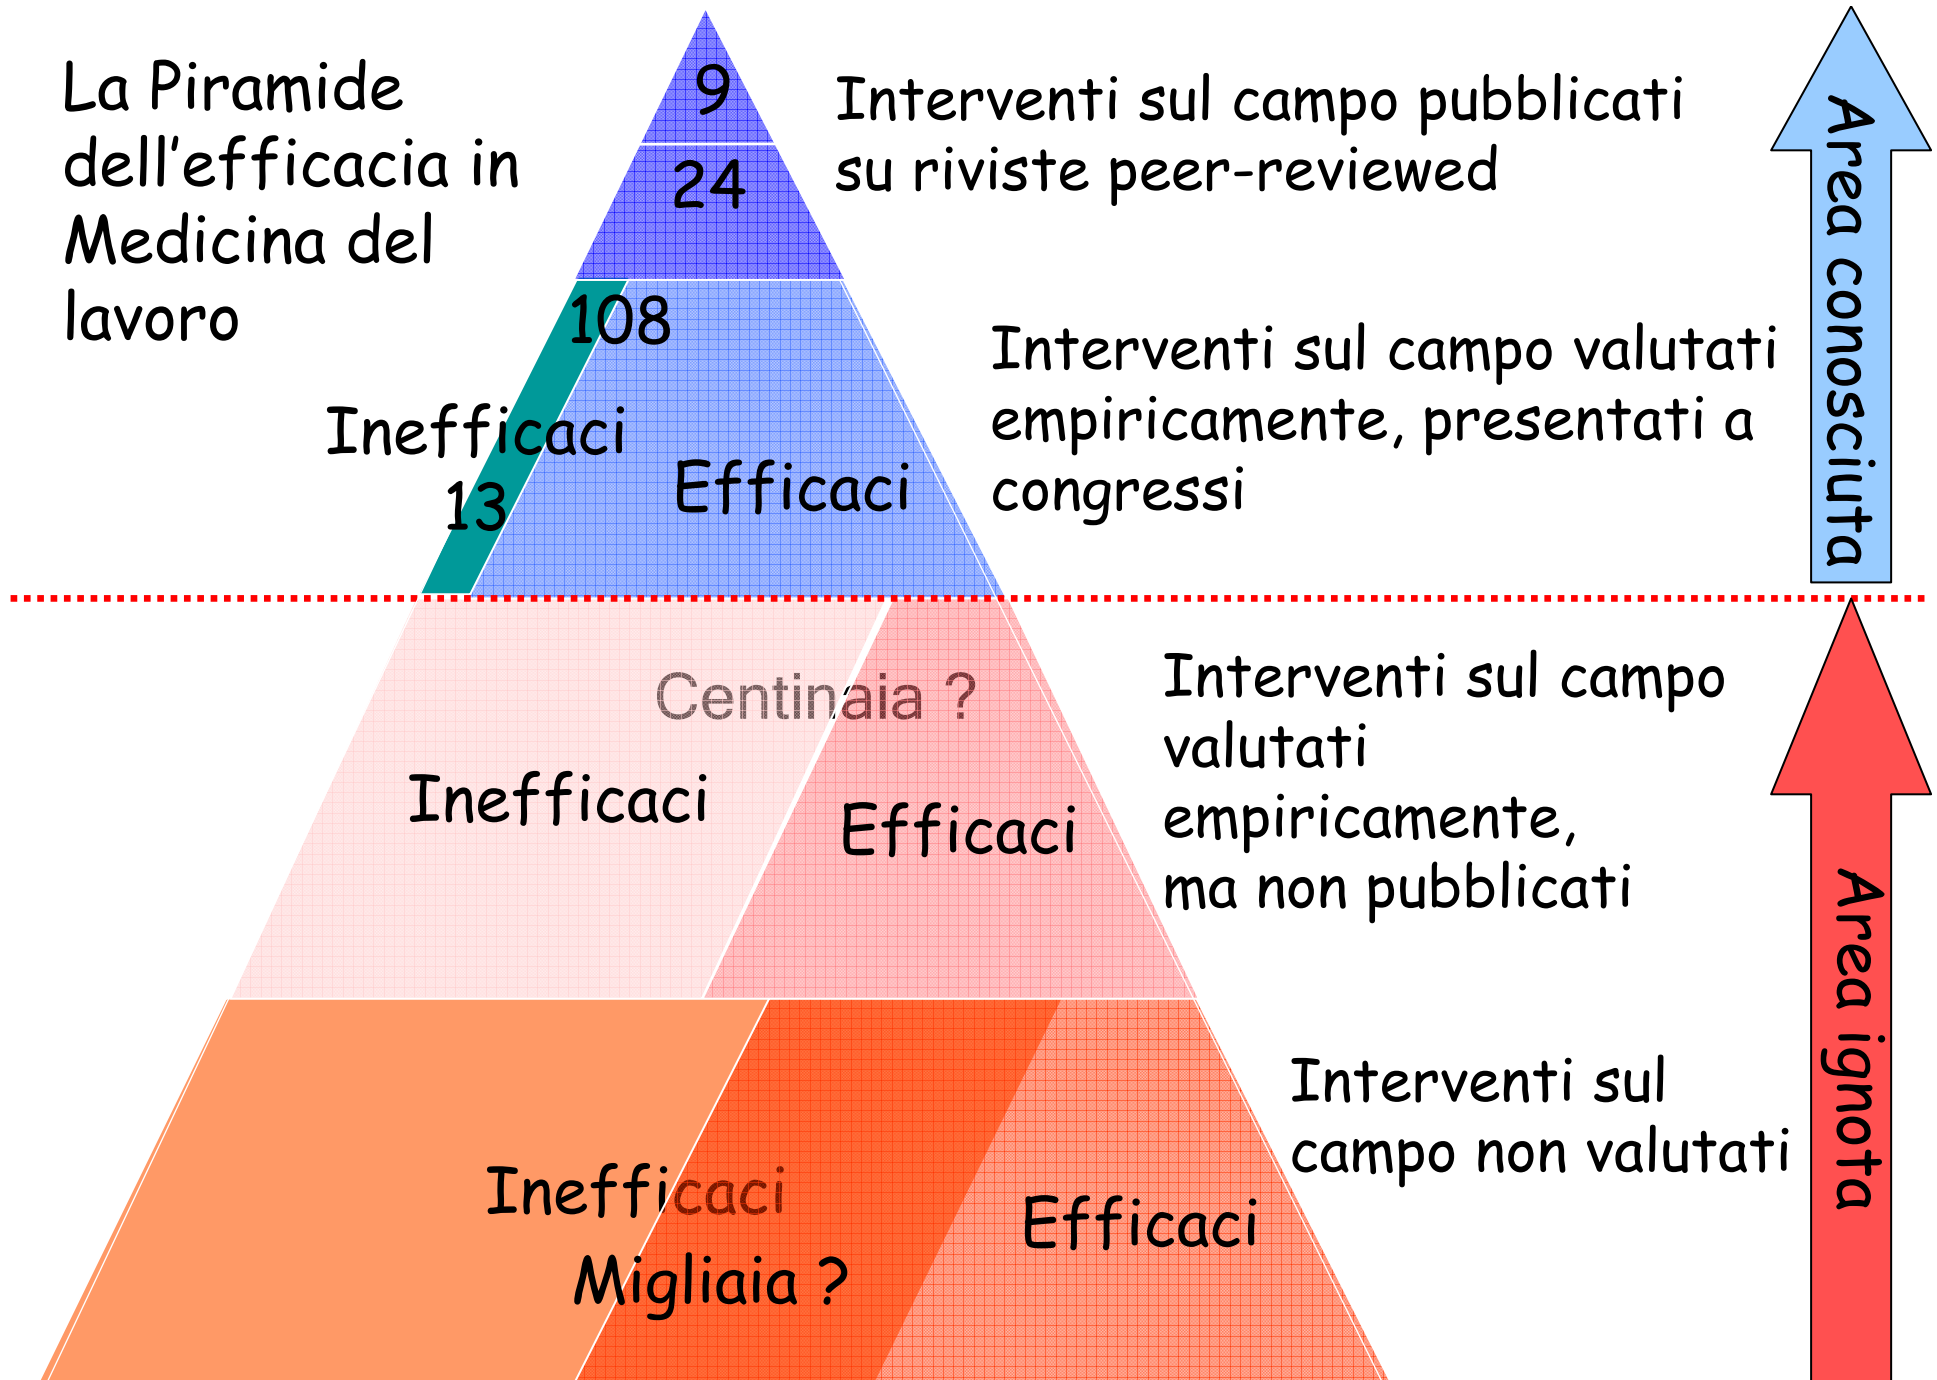 La Piramide
dell'efficacia in
Medicina del
lavoro
9
24
Interventi sul campo pubblicati
su riviste peer-reviewed
108
Inefficaci
13
Efficaci
Interventi sul campo valutati
empiricamente, presentati a
congressi
Area conosciuta
Centinaia ?
Inefficaci
Efficaci
Interventi sul campo
valutati
empiricamente,
ma non pubblicati
Inefficaci
Migliaia ?
Efficaci
Interventi sul
campo non valutati
Area ignota